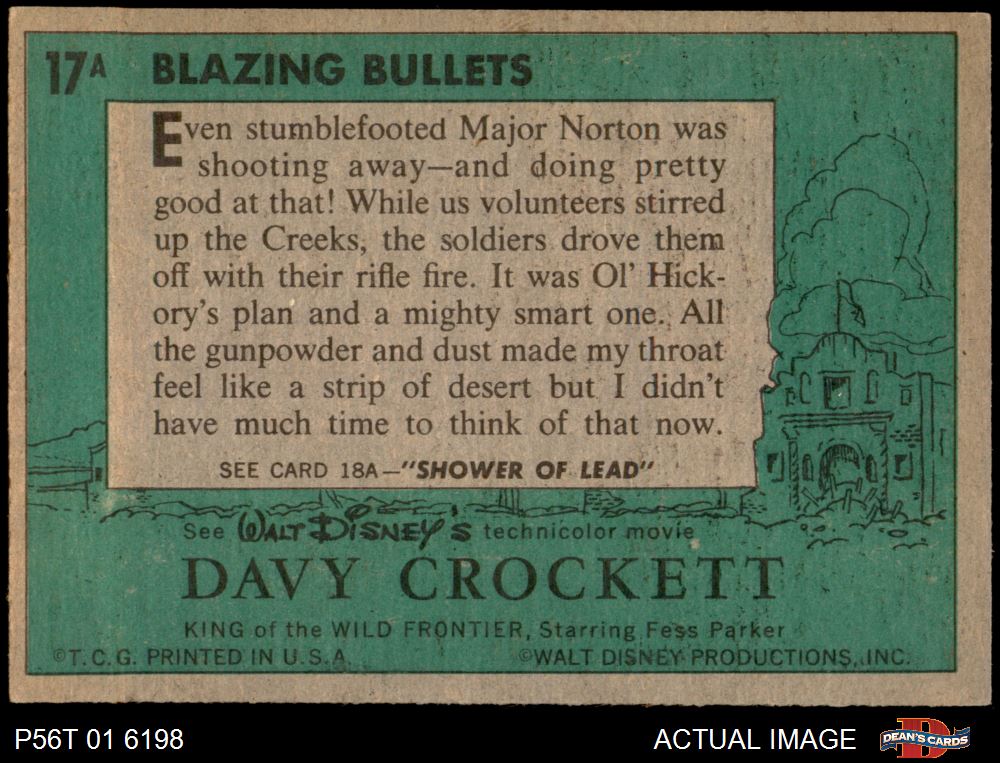 17A BLAZING BULLETS
Even stumblefooted Major Norton was
shooting away—and doing pretty
good at that! While us volunteers stirred
up the Creeks, the soldiers drove them
off with their rifle fire. It was Ol' Hick-
ory's plan and a mighty smart one. All
the gunpowder and dust made my throat
feel like a strip of desert but I didn't
have much time to think of that now.
SEE CARD 18A—"SHOWER OF LEAD"
See WALT DISNEY'S technicolor movie
DAVY CROCKETT
KING of the WILD FRONTIER, Starring Fess Parker
©T.C.G. PRINTED IN U.S.A. ©WALT DISNEY PRODUCTIONS, INC.
P56T 01 6198 ACTUAL IMAGE DEAN'S CARDS